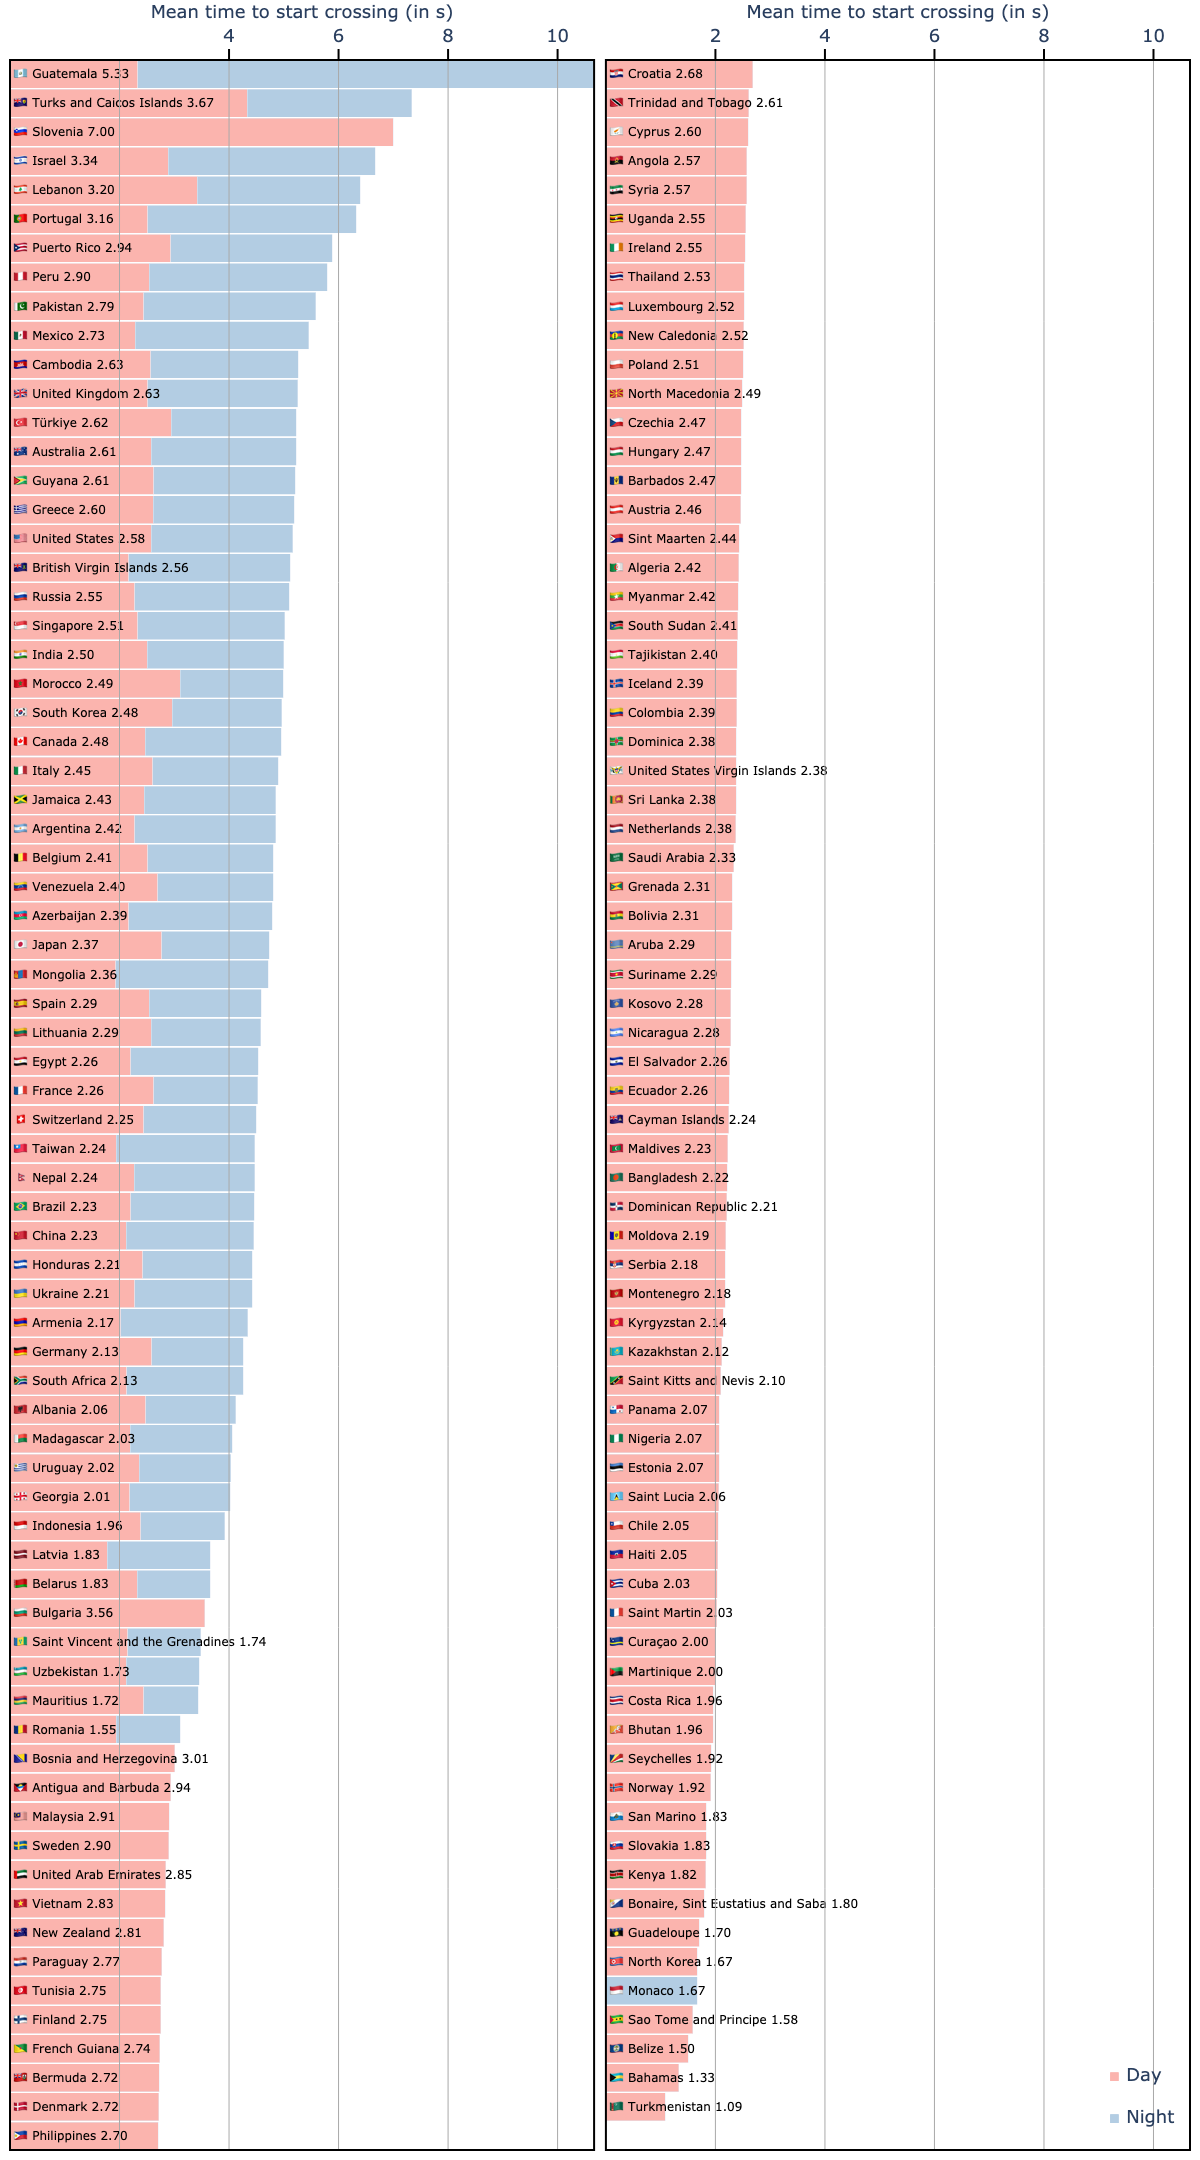 Mean time to start crossing (in s)
4 6 8 10
Guatemala 5.33
Turks and Caicos Islands 3.67
Slovenia 7.00
Israel 3.34
Lebanon 3.20
Portugal 3.16
Puerto Rico 2.94
Peru 2.90
Pakistan 2.79
Mexico 2.73
Cambodia 2.63
United Kingdom 2.63
Türkiye 2.62
Australia 2.61
Guyana 2.61
Greece 2.60
United States 2.58
British Virgin Islands 2.56
Russia 2.55
Singapore 2.51
India 2.50
Morocco 2.49
South Korea 2.48
Canada 2.48
Italy 2.45
Jamaica 2.43
Argentina 2.42
Belgium 2.41
Venezuela 2.40
Azerbaijan 2.39
Japan 2.37
Mongolia 2.36
Spain 2.29
Lithuania 2.29
Egypt 2.26
France 2.26
Switzerland 2.25
Taiwan 2.24
Nepal 2.24
Brazil 2.23
China 2.23
Honduras 2.21
Ukraine 2.21
Armenia 2.17
Germany 2.13
South Africa 2.13
Albania 2.06
Madagascar 2.03
Uruguay 2.02
Georgia 2.01
Indonesia 1.96
Latvia 1.83
Belarus 1.83
Bulgaria 3.56
Saint Vincent and the Grenadines 1.74
Uzbekistan 1.73
Mauritius 1.72
Romania 1.55
Bosnia and Herzegovina 3.01
Antigua and Barbuda 2.94
Malaysia 2.91
Sweden 2.90
United Arab Emirates 2.85
Vietnam 2.83
New Zealand 2.81
Paraguay 2.77
Tunisia 2.75
Finland 2.75
French Guiana 2.74
Bermuda 2.72
Denmark 2.72
Philippines 2.70
Mean time to start crossing (in s)
2 4 6 8 10
Croatia 2.68
Trinidad and Tobago 2.61
Cyprus 2.60
Angola 2.57
Syria 2.57
Uganda 2.55
Ireland 2.55
Thailand 2.53
Luxembourg 2.52
New Caledonia 2.52
Poland 2.51
North Macedonia 2.49
Czechia 2.47
Hungary 2.47
Barbados 2.47
Austria 2.46
Sint Maarten 2.44
Algeria 2.42
Myanmar 2.42
South Sudan 2.41
Tajikistan 2.40
Iceland 2.39
Colombia 2.39
Dominica 2.38
United States Virgin Islands 2.38
Sri Lanka 2.38
Netherlands 2.38
Saudi Arabia 2.33
Grenada 2.31
Bolivia 2.31
Aruba 2.29
Suriname 2.29
Kosovo 2.28
Nicaragua 2.28
El Salvador 2.26
Ecuador 2.26
Cayman Islands 2.24
Maldives 2.23
Bangladesh 2.22
Dominican Republic 2.21
Moldova 2.19
Serbia 2.18
Montenegro 2.18
Kyrgyzstan 2.14
Kazakhstan 2.12
Saint Kitts and Nevis 2.10
Panama 2.07
Nigeria 2.07
Estonia 2.07
Saint Lucia 2.06
Chile 2.05
Haiti 2.05
Cuba 2.03
Saint Martin 2.03
Curaçao 2.00
Martinique 2.00
Costa Rica 1.96
Bhutan 1.96
Seychelles 1.92
Norway 1.92
San Marino 1.83
Slovakia 1.83
Kenya 1.82
Bonaire, Sint Eustatius and Saba 1.80
Guadeloupe 1.70
North Korea 1.67
Monaco 1.67
Sao Tome and Principe 1.58
Belize 1.50
Bahamas 1.33
Turkmenistan 1.09
Day
Night